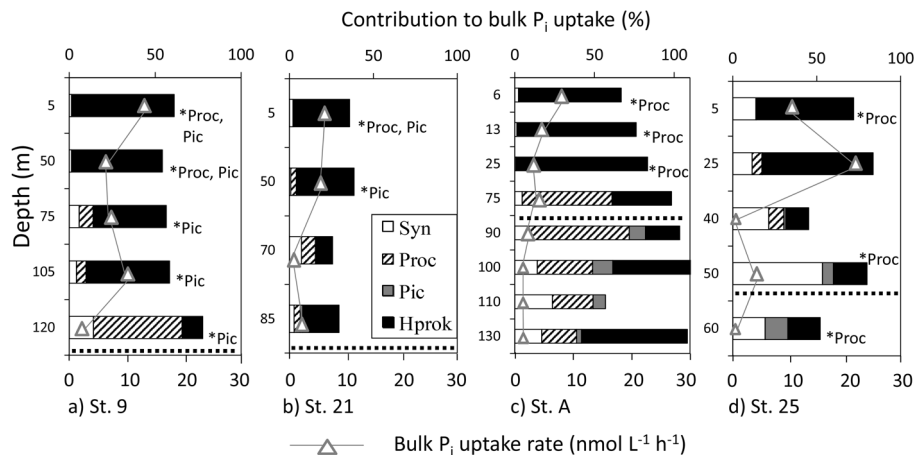 Contribution to bulk Pi uptake (%)
0 50 100
0 50 100
0 50 100
0 50 100
Depth (m)
5
*Proc,
Pic
50
*Proc, Pic
75
*Pic
105
*Pic
120
*Pic
0 10 20 30
a) St. 9
5
*Proc, Pic
50
*Pic
70
85
0 10 20 30
b) St. 21
Syn
Proc
Pic
Hprok
6
*Proc
13
*Proc
25
*Proc
75
90
100
110
130
0 10 20 30
c) St. A
5
*Proc
25
40
50
*Proc
60
*Proc
0 10 20 30
d) St. 25
Bulk Pi uptake rate (nmol L-1 h-1)